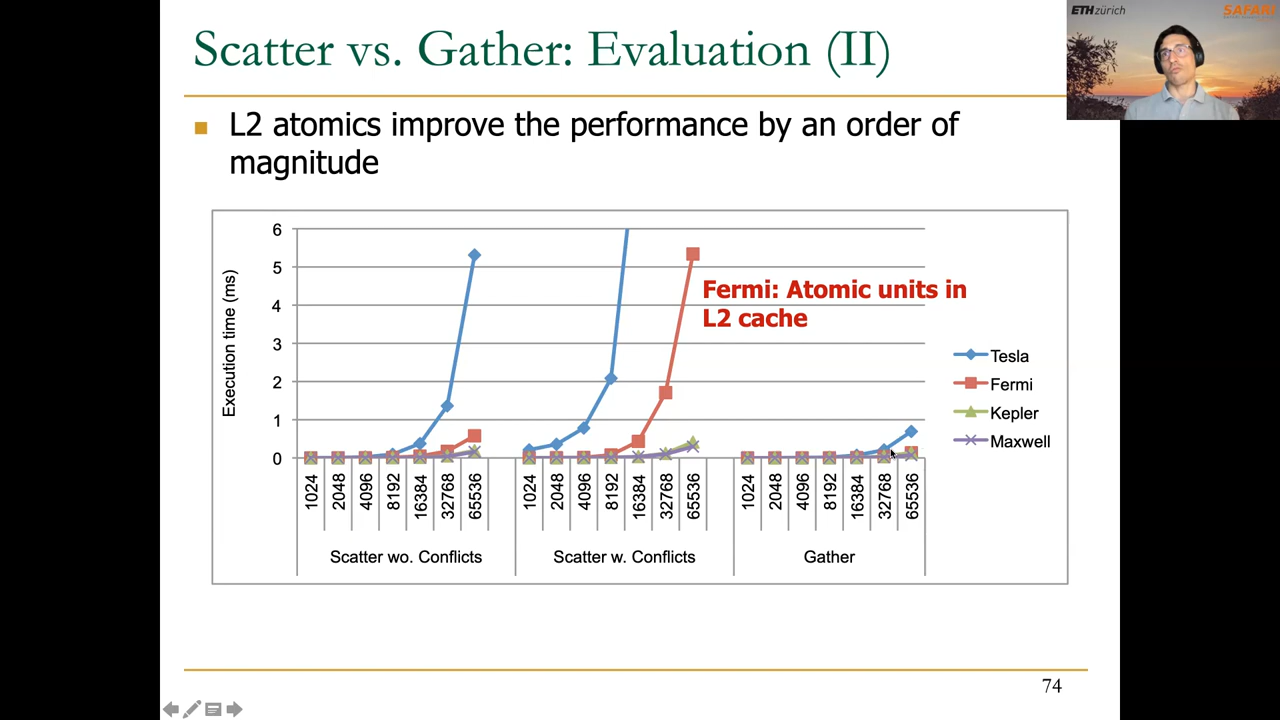 ETHzürich
SAFARI
Scatter vs. Gather: Evaluation (II)
L2 atomics improve the performance by an order of
magnitude
Execution time (ms)
6
5
4
3
2
1
0
Fermi: Atomic units in
L2 cache
Tesla
Fermi
Kepler
Maxwell
1024 2048 4096 8192 16384 32768 65536
1024 2048 4096 8192 16384 32768 65536
1024 2048 4096 8192 16384 32768 65536
Scatter wo. Conflicts
Scatter w. Conflicts
Gather
74